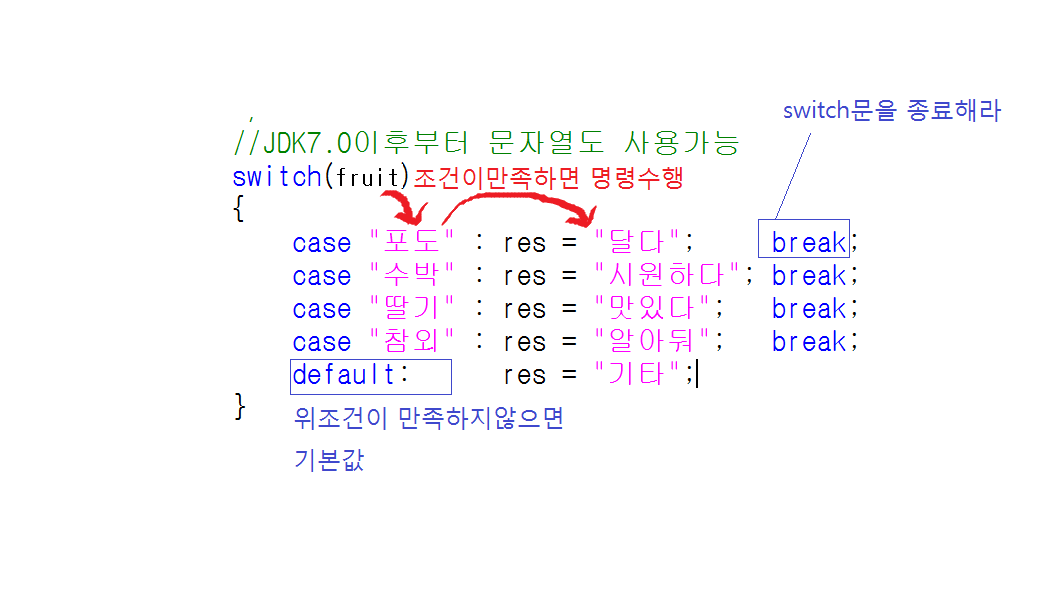 switch문을 종료해라
//JDK7.0이후부터 문자열도 사용가능
switch(fruit)조건이만족하면 명령수행
{
case "포도" : res = "달다"; break;
case "수박" : res = "시원하다"; break;
case "딸기" : res = "맛있다"; break;
case "참외" : res = "알아둬"; break;
default: res = "기타";
}
위조건이 만족하지않으면
기본값